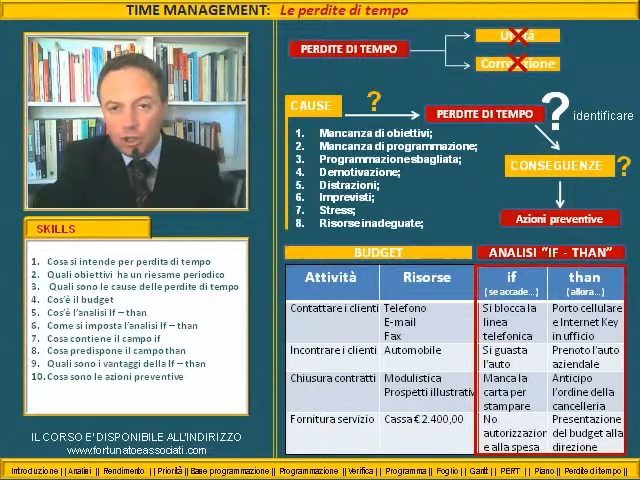 TIME MANAGEMENT: Le perdite di tempo
PERDITE DI TEMPO
CAUSE
?
PERDITE DI TEMPO
?
identificare
1. Mancanza di obiettivi;
2. Mancanza di programmazione;
3. Programmazione sbagliata;
4. Demotivazione;
5. Distrazioni;
6. Imprevisti;
7. Stress;
8. Risorse inadeguate;
CONSEGUENZE
?
Azioni preventive
SKILLS
1. Cosa si intende per perdita di tempo
2. Quali obiettivi ha un riesame periodico
3. Quali sono le cause delle perdite di tempo
4. Cos'è il budget
5. Cos'è l'analisi If – than
6. Come si imposta l'analisi If – than
7. Cosa contiene il campo if
8. Cosa predispone il campo than
9. Quali sono i vantaggi della If – than
10. Cosa sono le azioni preventive
IL CORSO E' DISPONIBILE ALL'INDIRIZZO
www.fortunatoeassociati.com
BUDGET
ANALISI "IF - THAN"
Attività Risorse if than
( se accade...) (allora...)
Contattare i clienti Telefono Si blocca la Porto cellulare
E-mail linea e Internet Key
Fax telefonica in ufficio
Incontrare i clienti Automobile Si guasta Prenoto l'auto
l'auto aziendale
Chiusura contratti Modulistica Manca la Anticipo
Prospetti illustrativi carta per l'ordine della
stampare cancelleria
Fornitura servizio Cassa € 2.400,00 No Presentazione
autorizzazion del budget alla
e alla spesa direzione
Introduzione || Analisi || Rendimento || Priorità || Base programmazione || Programmazione || Verifica || Programma || Foglio || Gantt || PERT || Piano || Perdite di tempo ||